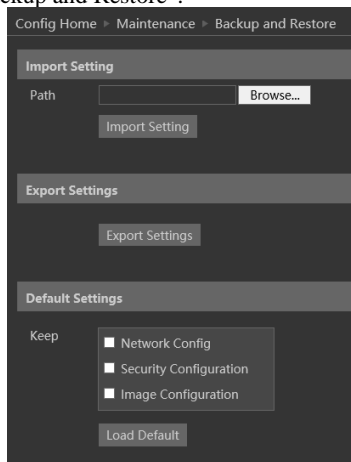 Backup and Restore".
Config Home ▸ Maintenance ▸ Backup and Restore
Import Setting
Path
Browse...
Import Setting
Export Settings
Export Settings
Default Settings
Keep
Network Config
Security Configuration
Image Configuration
Load Default